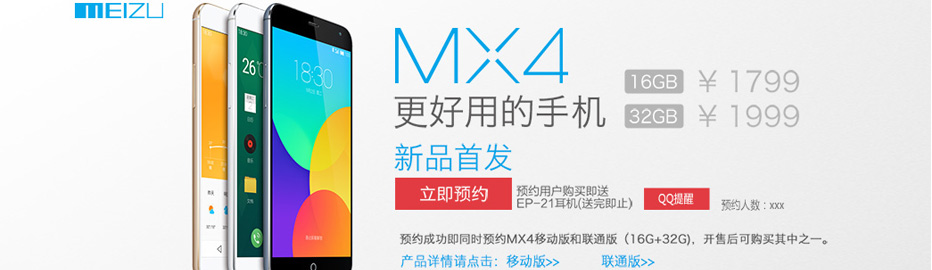 MEIZU
MX4
更好用的手机
16GB ¥ 1799
32GB ¥ 1999
新品首发
立即预约
预约用户购买即送
EP-21耳机(送完即止)
QQ提醒
预约人数:xxx
预约成功即同时预约MX4移动版和联通版（16G+32G), 开售后可购买其中之一。
产品详情请点击: 移动版>> 联通版>>
18:30
26°